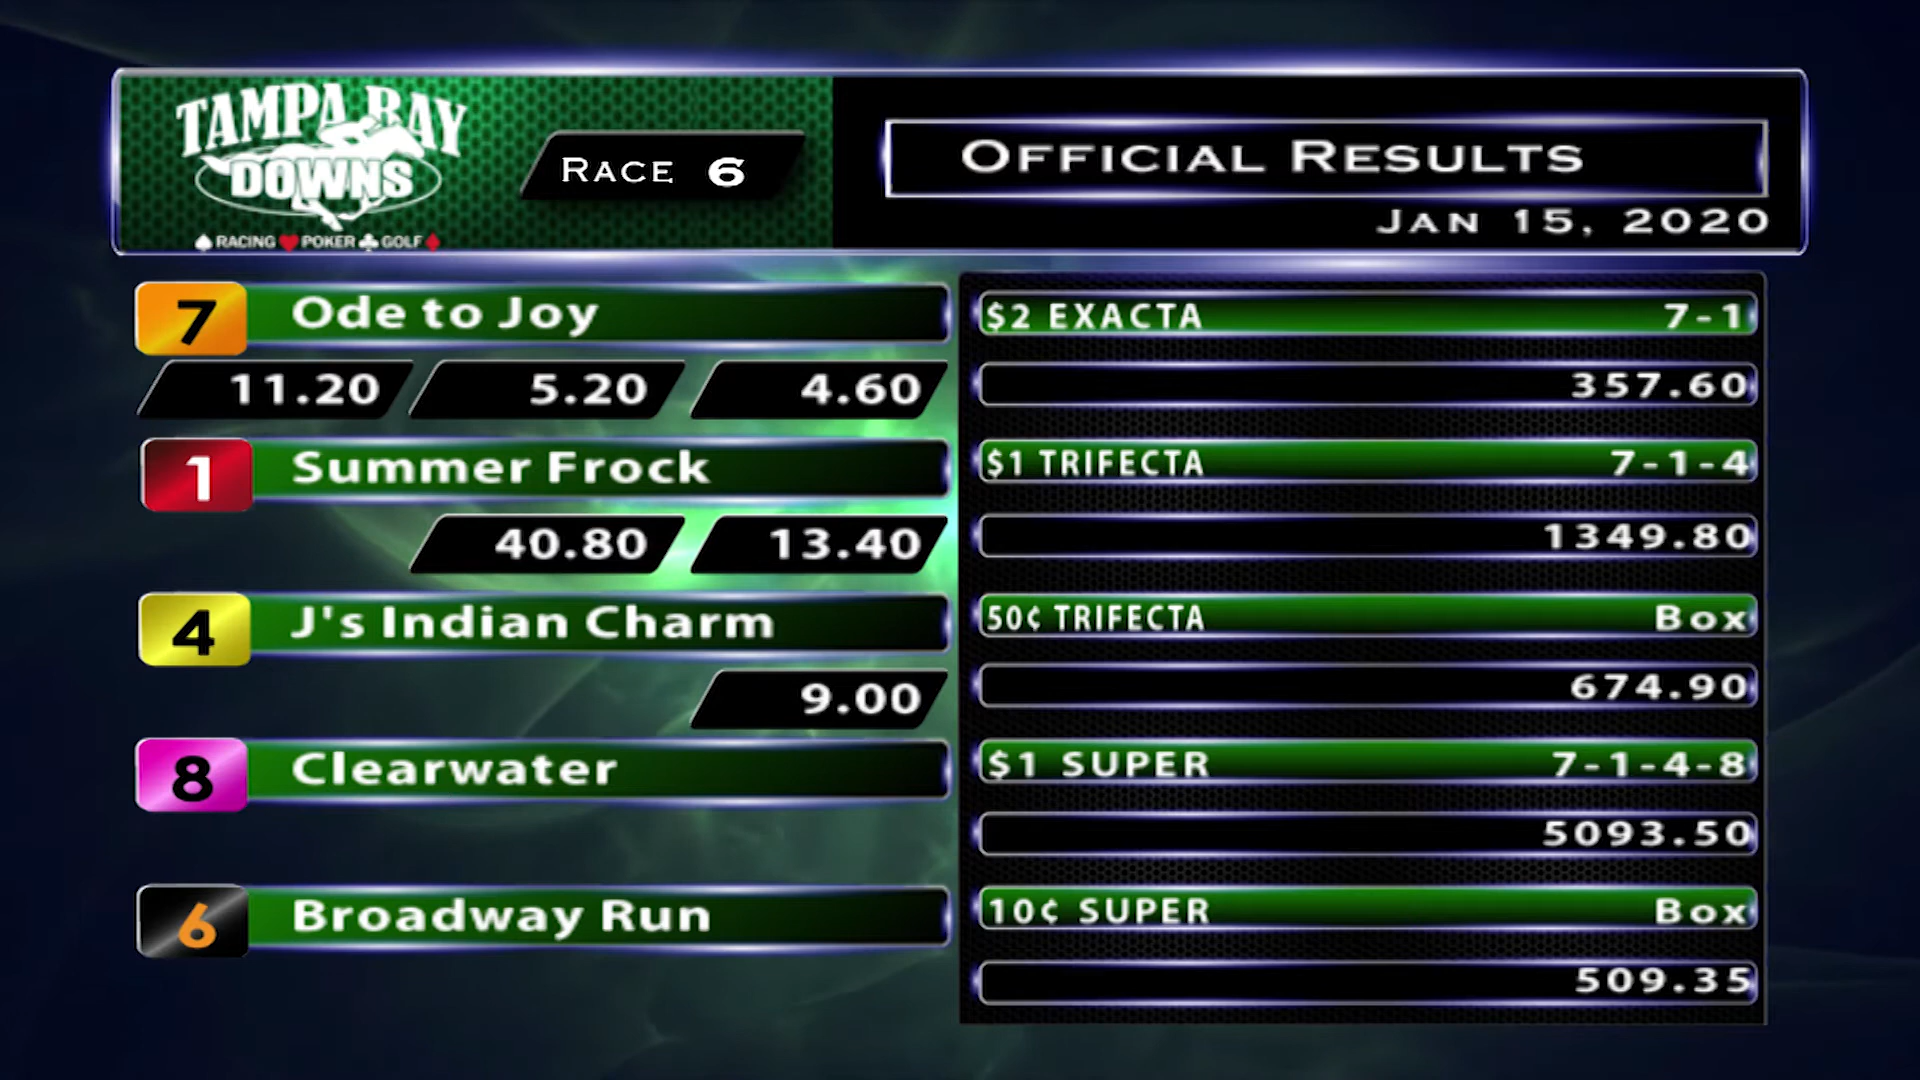 TAMPA BAY
DOWNS
RACING POKER GOLF
RACE 6
OFFICIAL RESULTS
JAN 15, 2020
7 Ode to Joy
11.20 5.20 4.60
1 Summer Frock
40.80 13.40
4 J's Indian Charm
9.00
8 Clearwater
6 Broadway Run
$2 EXACTA 7-1
357.60
$1 TRIFECTA 7-1-4
1349.80
50¢ TRIFECTA Box
674.90
$1 SUPER 7-1-4-8
5093.50
10¢ SUPER Box
509.35